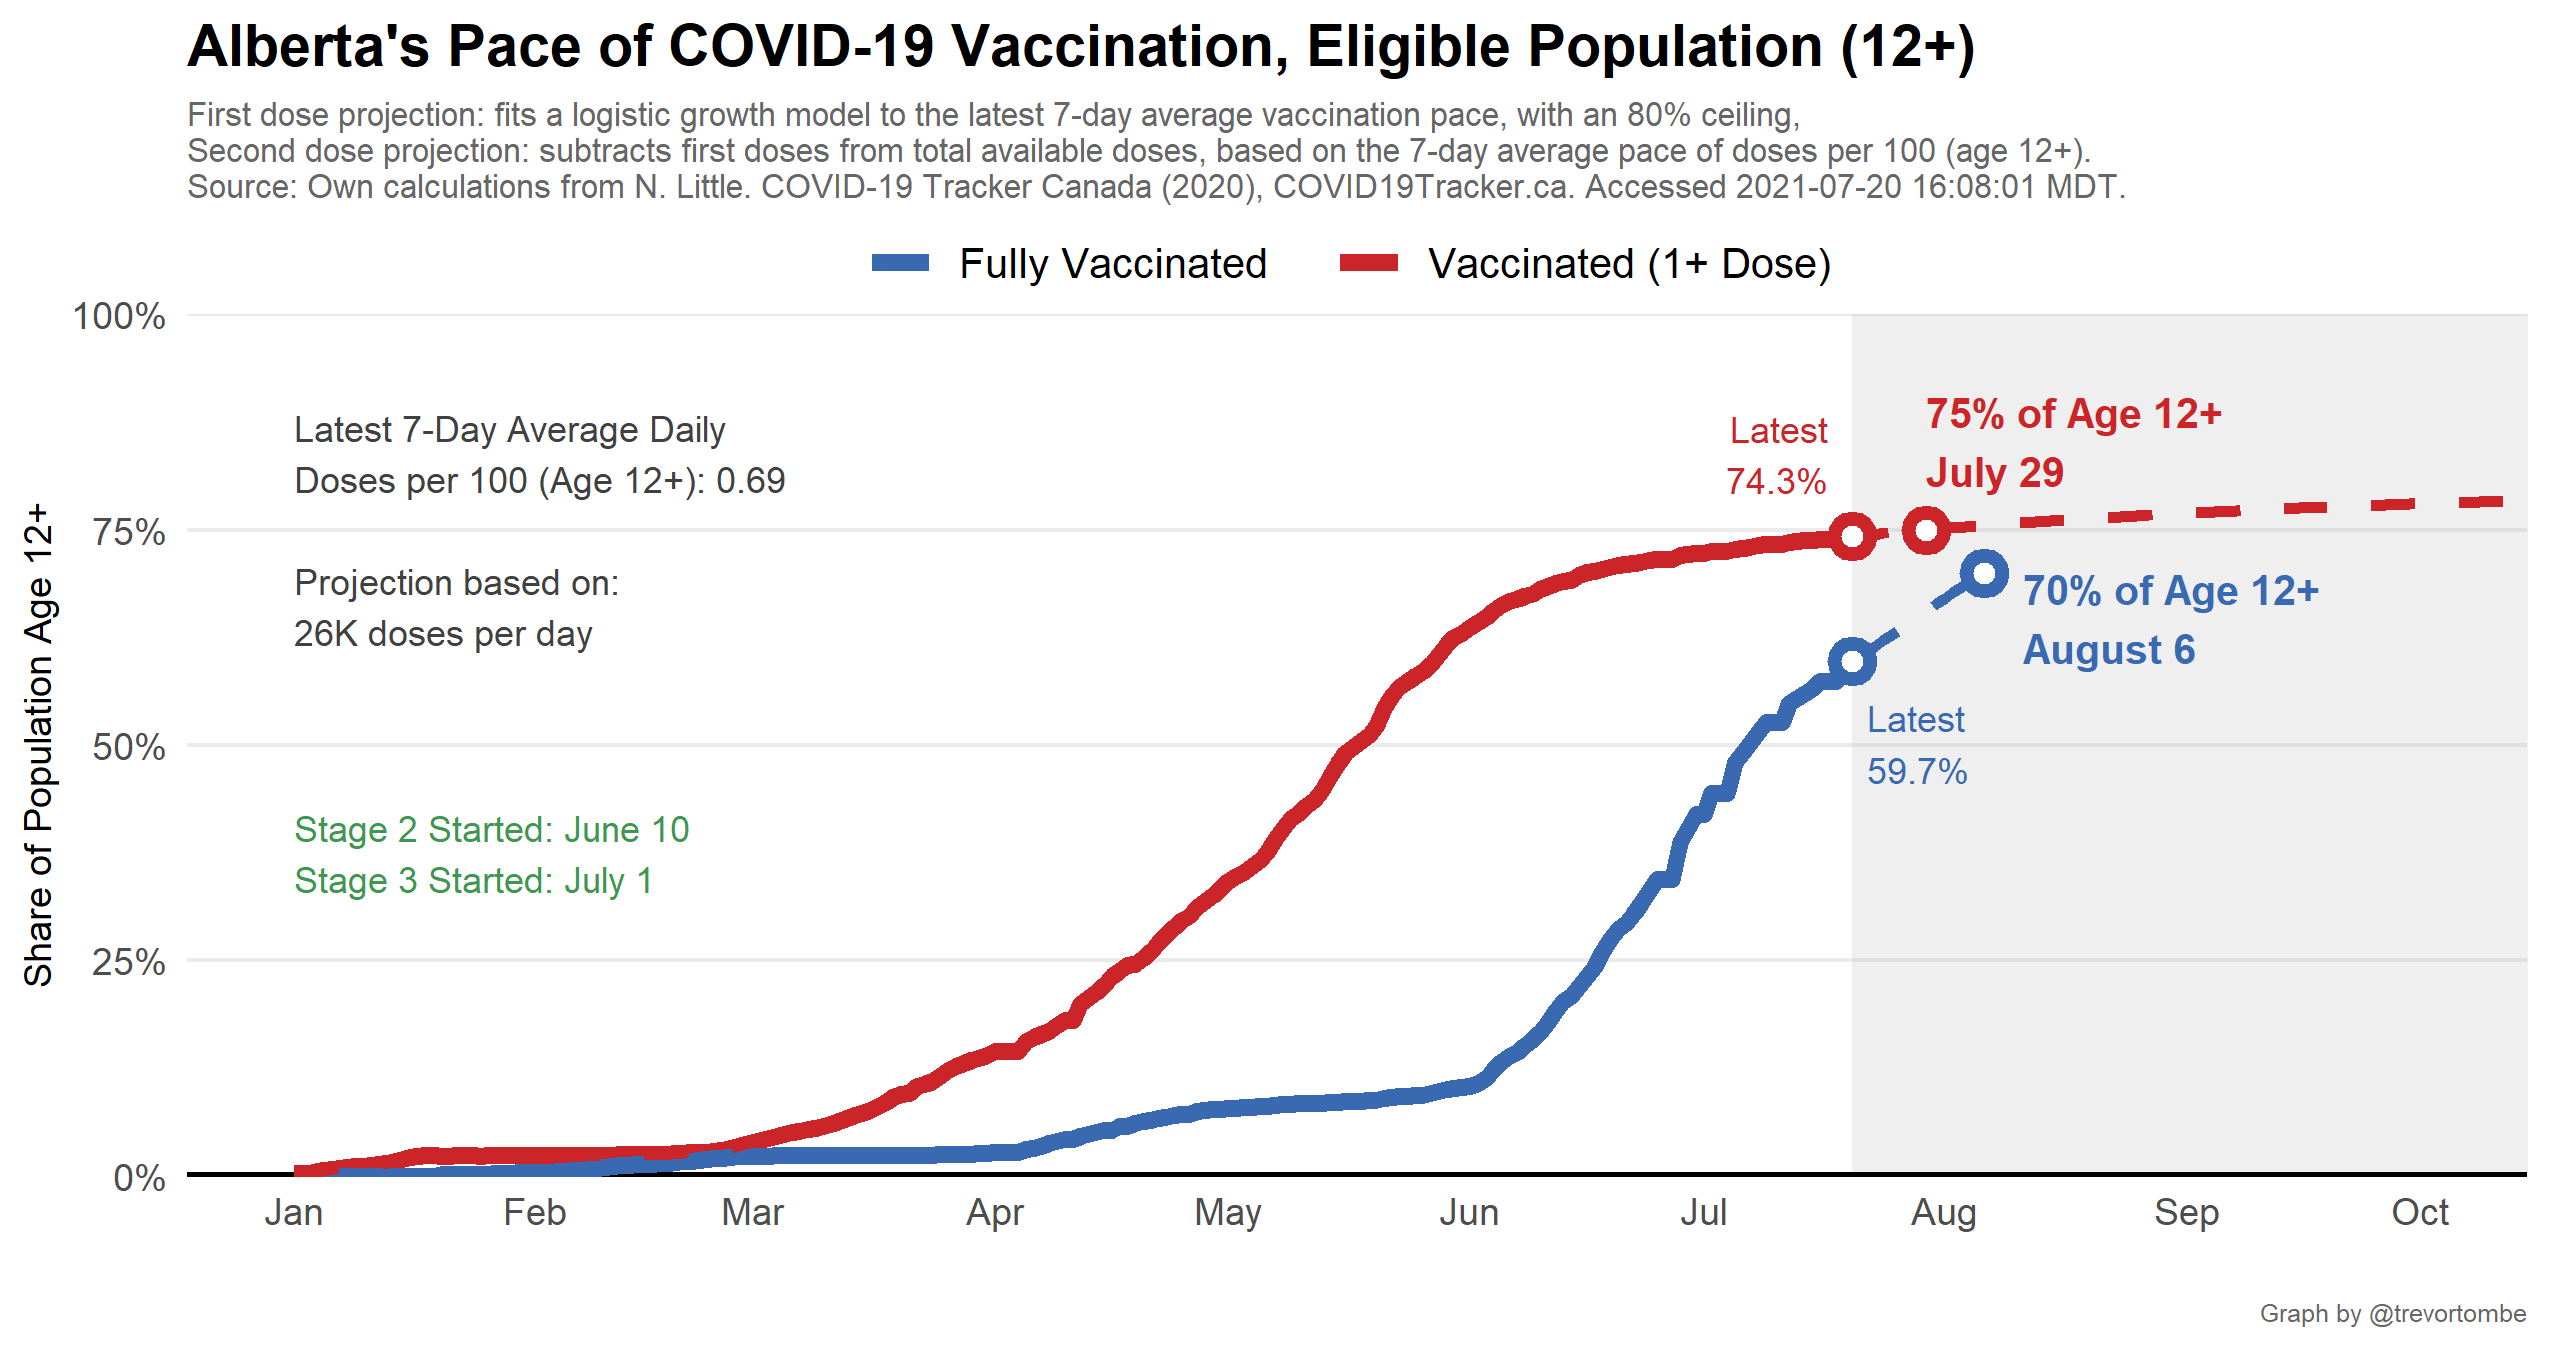 Alberta's Pace of COVID-19 Vaccination, Eligible Population (12+)
First dose projection: fits a logistic growth model to the latest 7-day average vaccination pace, with an 80% ceiling,
Second dose projection: subtracts first doses from total available doses, based on the 7-day average pace of doses per 100 (age 12+).
Source: Own calculations from N. Little. COVID-19 Tracker Canada (2020), COVID19Tracker.ca. Accessed 2021-07-20 16:08:01 MDT.
Fully Vaccinated
Vaccinated (1+ Dose)
Share of Population Age 12+
100%
75%
50%
25%
0%
Latest 7-Day Average Daily
Doses per 100 (Age 12+): 0.69
Projection based on:
26K doses per day
Stage 2 Started: June 10
Stage 3 Started: July 1
Latest
74.3%
75% of Age 12+
July 29
70% of Age 12+
August 6
Latest
59.7%
Jan
Feb
Mar
Apr
May
Jun
Jul
Aug
Sep
Oct
Graph by @trevortombe